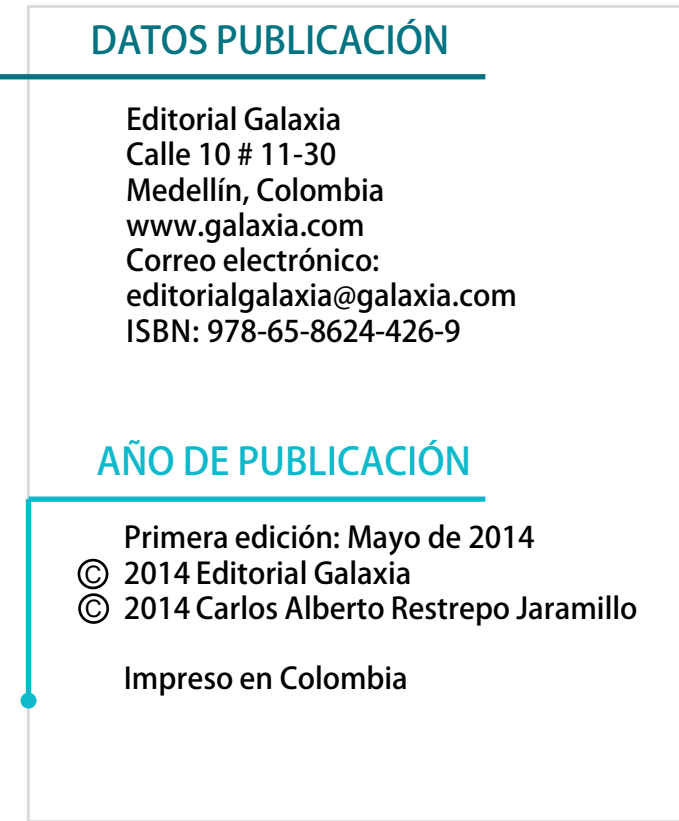 DATOS PUBLICACIÓN
Editorial Galaxia
Calle 10 # 11-30
Medellín, Colombia
www.galaxia.com
Correo electrónico:
editorialgalaxia@galaxia.com
ISBN: 978-65-8624-426-9
AÑO DE PUBLICACIÓN
Primera edición: Mayo de 2014
© 2014 Editorial Galaxia
© 2014 Carlos Alberto Restrepo Jaramillo
Impreso en Colombia